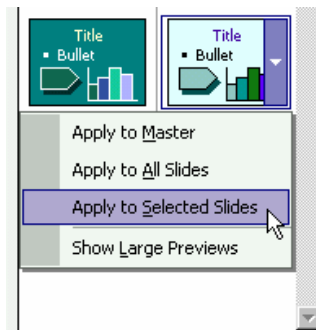 Title
▪ Bullet
Title
▪ Bullet
Apply to Master
Apply to All Slides
Apply to Selected Slides
Show Large Previews